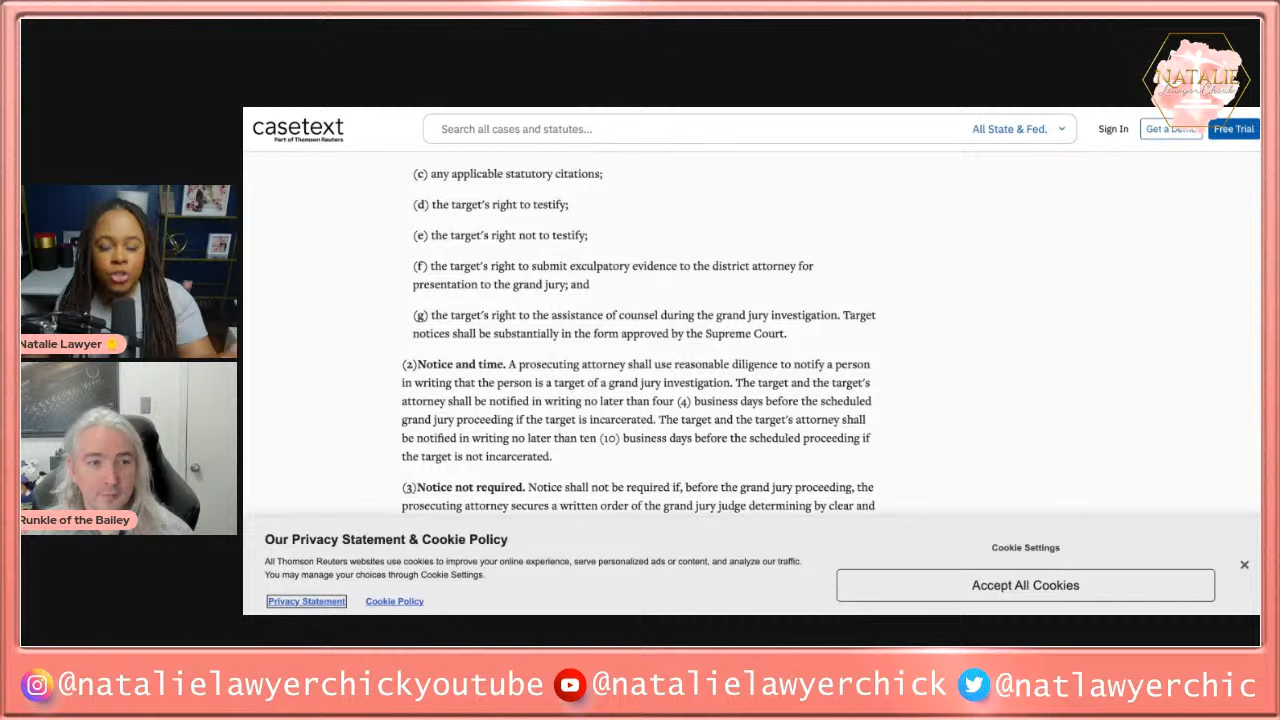 NATALIE
LawyerChick
casetext
Part of Thomson Reuters
Search all cases and statutes...
All State & Fed.
Sign In
Get a Demo
Free Trial
(c) any applicable statutory citations;
(d) the target's right to testify;
(e) the target's right not to testify;
(f) the target's right to submit exculpatory evidence to the district attorney for
presentation to the grand jury; and
(g) the target's right to the assistance of counsel during the grand jury investigation. Target
notices shall be substantially in the form approved by the Supreme Court.
(2)Notice and time. A prosecuting attorney shall use reasonable diligence to notify a person
in writing that the person is a target of a grand jury investigation. The target and the target's
attorney shall be notified in writing no later than four (4) business days before the scheduled
grand jury proceeding if the target is incarcerated. The target and the target's attorney shall
be notified in writing no later than ten (10) business days before the scheduled proceeding if
the target is not incarcerated.
(3)Notice not required. Notice shall not be required if, before the grand jury proceeding, the
prosecuting attorney secures a written order of the grand jury judge determining by clear and
Natalie Lawyer 🐥
Runkle of the Bailey
Our Privacy Statement & Cookie Policy
All Thomson Reuters websites use cookies to improve your online experience, serve personalized ads or content, and analyze our traffic.
You may manage your choices through Cookie Settings.
Privacy Statement
Cookie Policy
Cookie Settings
Accept All Cookies
@natalielawyerchickyoutube
@natalielawyerchick
@natlawyerchic